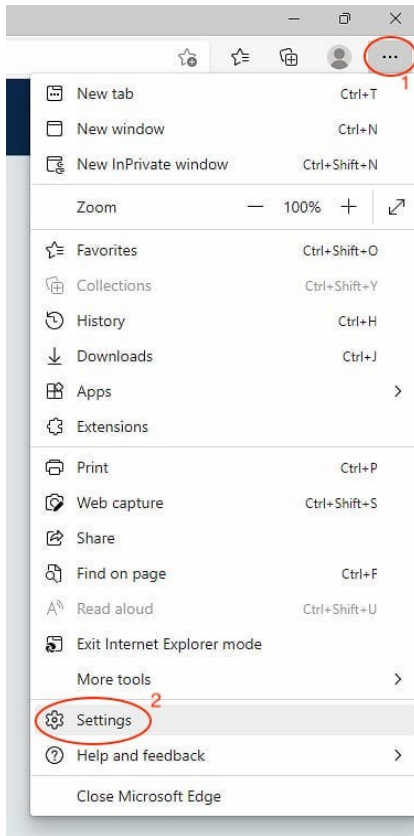 1
New tab Ctrl+T
New window Ctrl+N
New InPrivate window Ctrl+Shift+N
Zoom 100%
Favorites Ctrl+Shift+O
Collections Ctrl+Shift+Y
History Ctrl+H
Downloads Ctrl+J
Apps
Extensions
Print Ctrl+P
Web capture Ctrl+Shift+S
Share
Find on page Ctrl+F
Read aloud Ctrl+Shift+U
Exit Internet Explorer mode
More tools
2
Settings
Help and feedback
Close Microsoft Edge